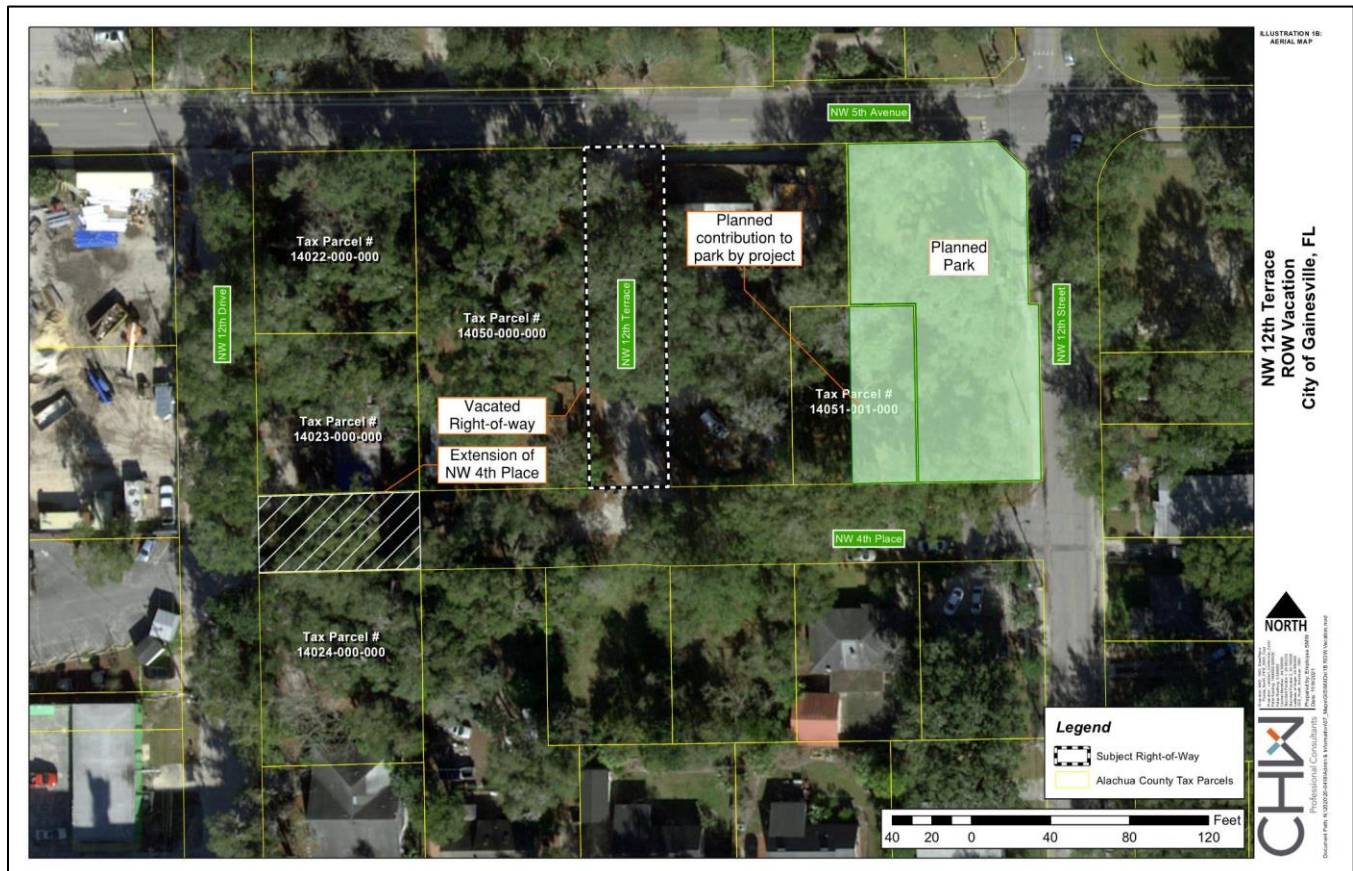 ILLUSTRATION 1B:
AERIAL MAP
NW 5th Avenue
Tax Parcel #
14022-000-000
Planned
contribution to
park by project
Planned
Park
NW 12th Drive
Tax Parcel #
14050-000-000
NW 12th Terrace
NW 12th Street
Tax Parcel #
14051-001-000
Vacated
Right-of-way
Tax Parcel #
14023-000-000
Extension of
NW 4th Place
NW 4th Place
Tax Parcel #
14024-000-000
Legend
Subject Right-of-Way
Alachua County Tax Parcels
Feet
40 20 0 40 80 120
NW 12th Terrace
ROW Vacation
City of Gainesville, FL
NORTH
CHW
Professional Consultants